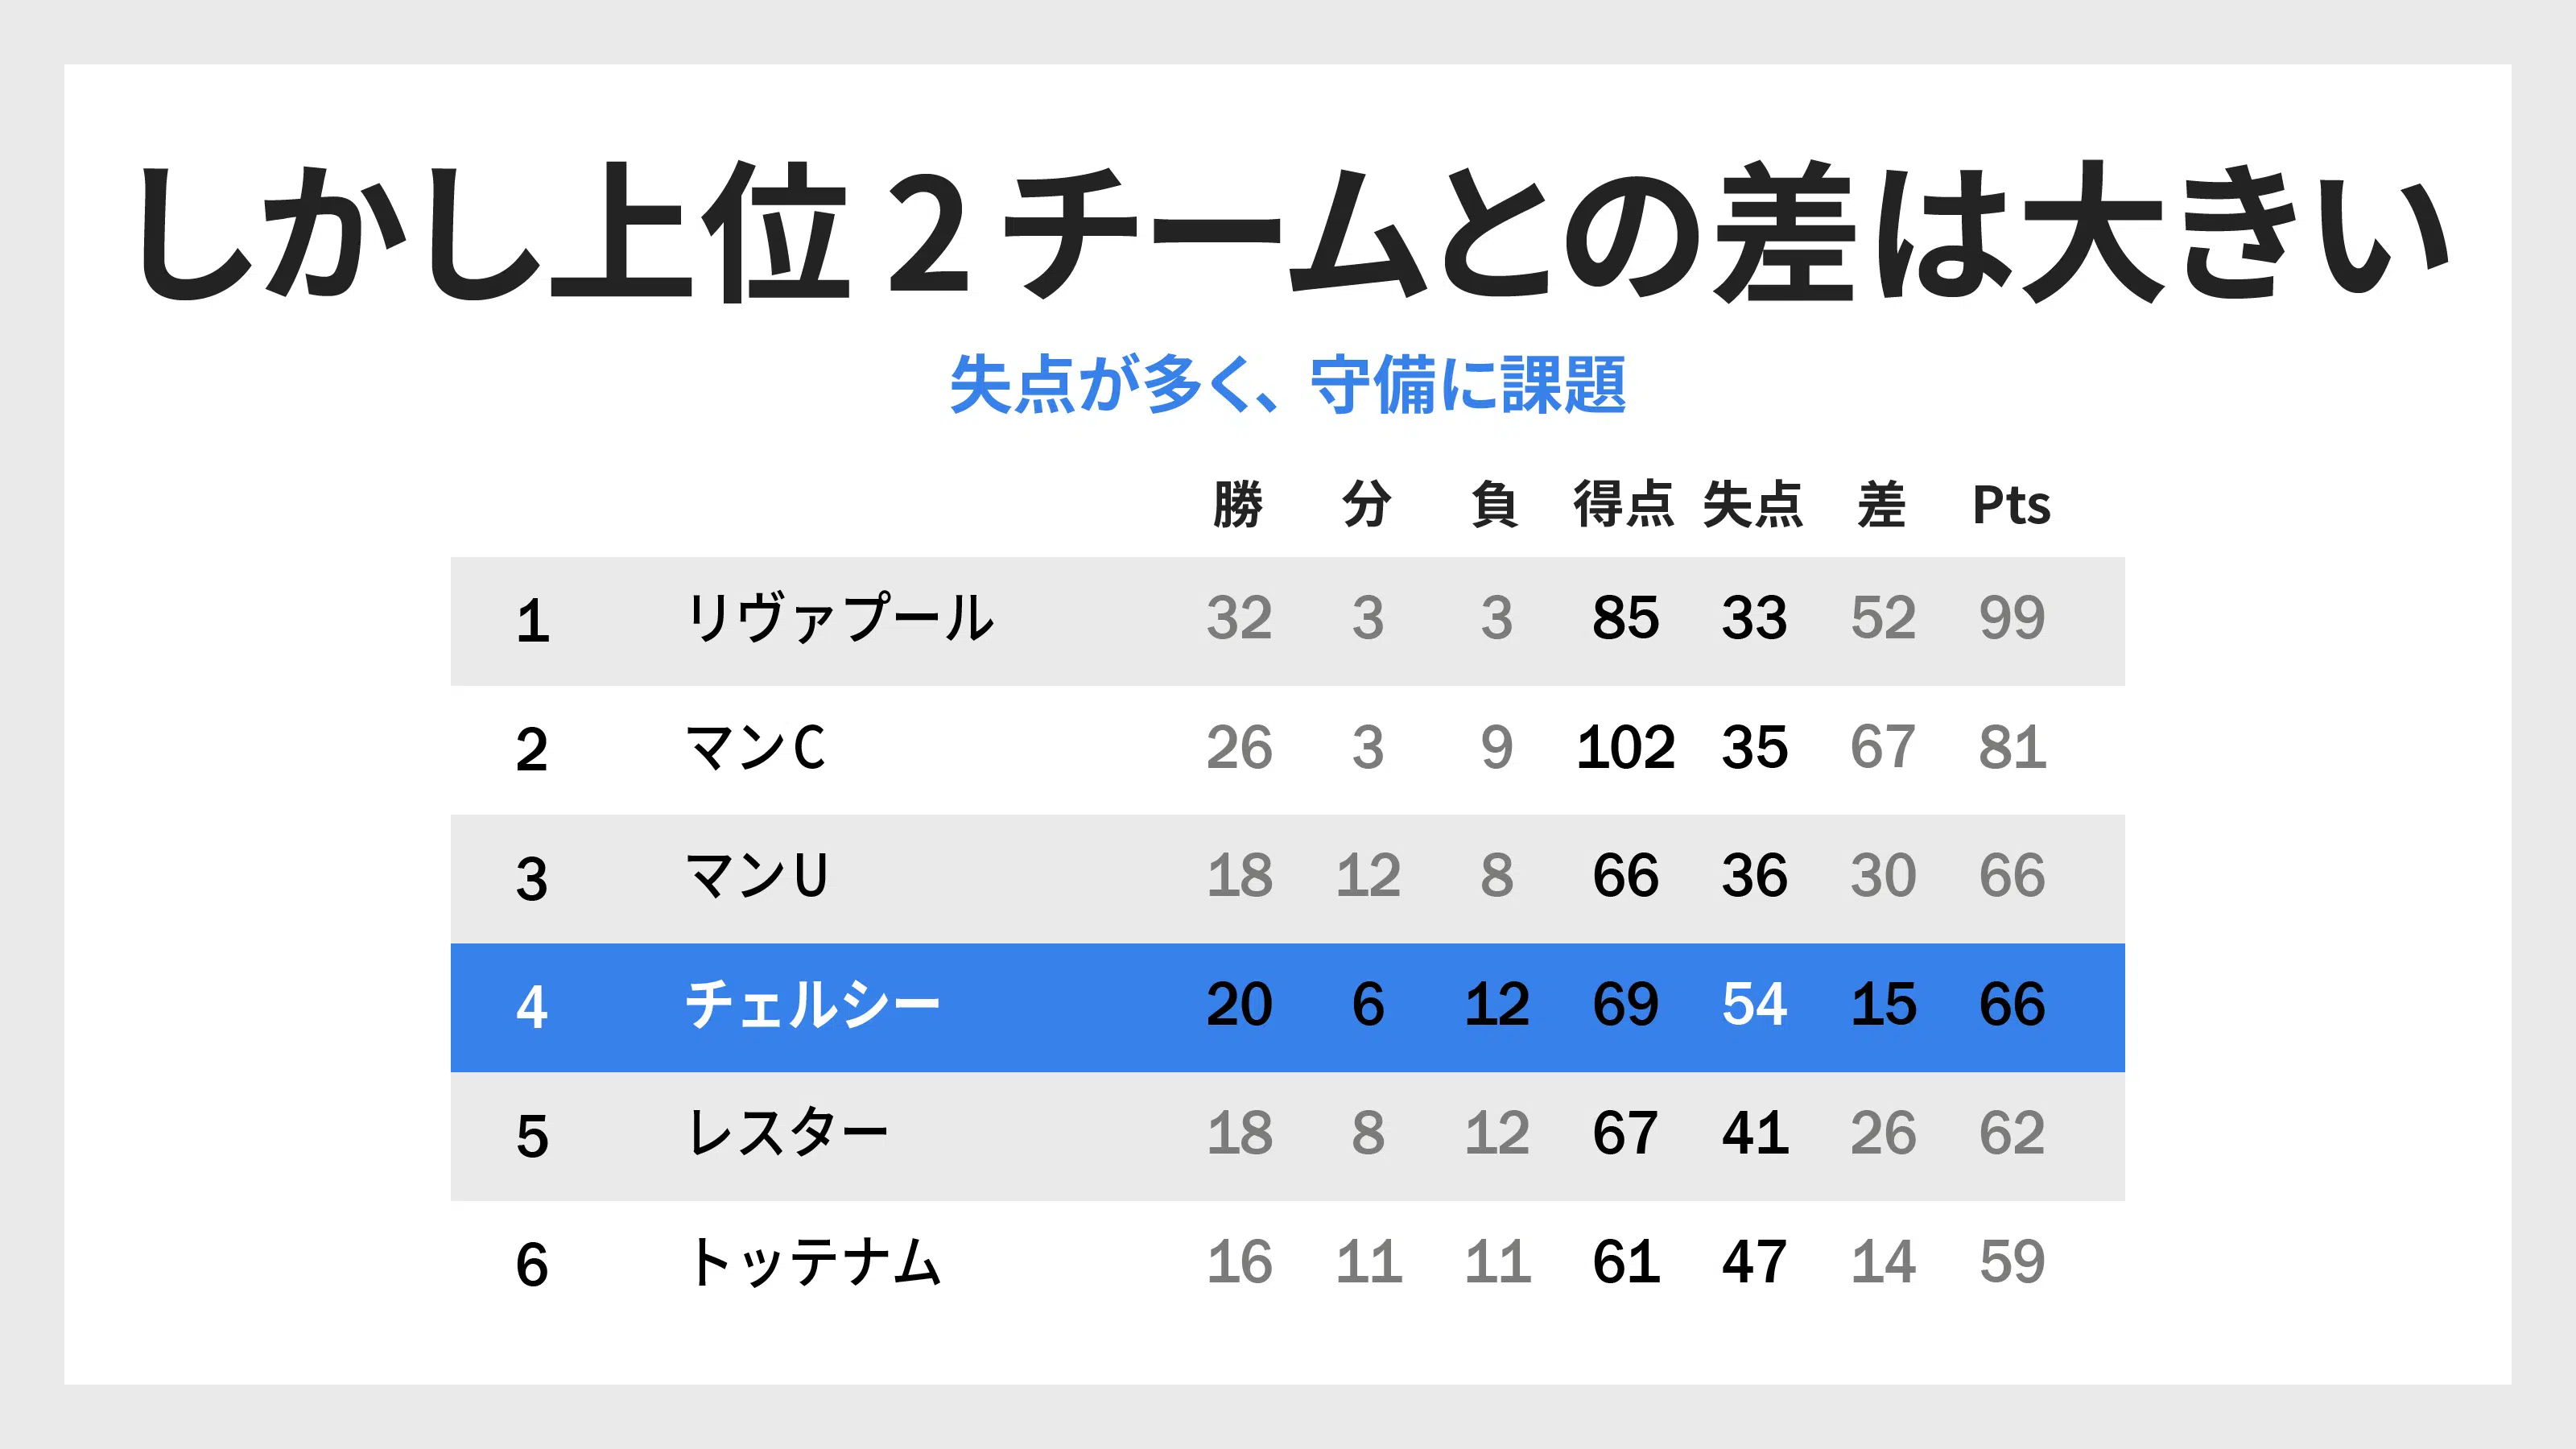 しかし上位2チームとの差は大きい
失点が多く、守備に課題
勝 分 負 得点 失点 差 Pts
1 リヴァプール 32 3 3 85 33 52 99
2 マンC 26 3 9 102 35 67 81
3 マンU 18 12 8 66 36 30 66
4 チェルシー 20 6 12 69 54 15 66
5 レスター 18 8 12 67 41 26 62
6 トッテナム 16 11 11 61 47 14 59